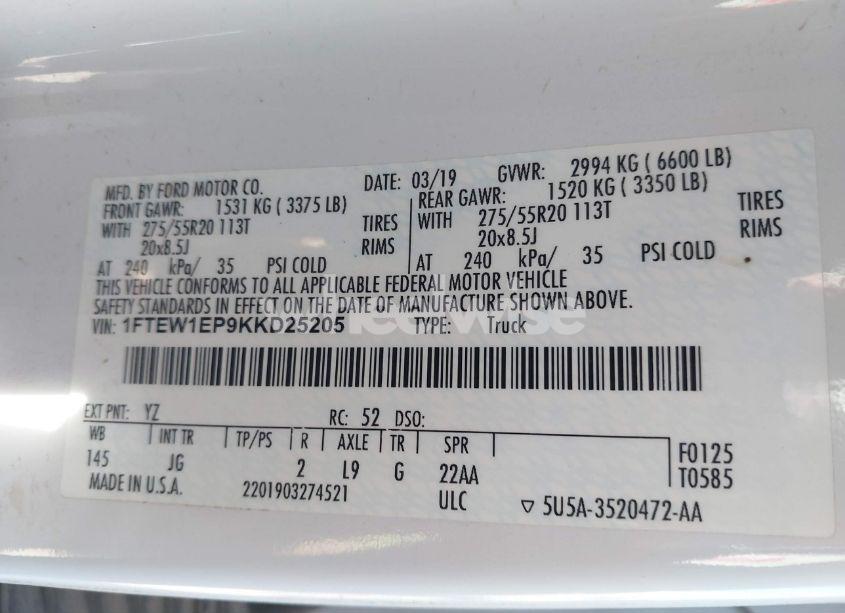 MFD. BY FORD MOTOR CO. DATE: 03/19 GVWR: 2994 KG ( 6600 LB)
FRONT GAWR: 1531 KG ( 3375 LB) REAR GAWR: 1520 KG ( 3350 LB)
WITH 275/55R20 113T TIRES WITH 275/55R20 113T TIRES
20x8.5J RIMS 20x8.5J RIMS
AT 240 kPa/ 35 PSI COLD AT 240 kPa/ 35 PSI COLD
THIS VEHICLE CONFORMS TO ALL APPLICABLE FEDERAL MOTOR VEHICLE
SAFETY STANDARDS IN EFFECT ON THE DATE OF MANUFACTURE SHOWN ABOVE.
VIN: 1FTEW1EP9KKD25205 TYPE: Truck
EXT PNT: YZ RC: 52 DSO:
WB INT TR TP/PS R AXLE TR SPR F0125
145 JG 2 L9 G 22AA T0585
MADE IN U.S.A. 2201903274521 ULC ▽ 5U5A-3520472-AA